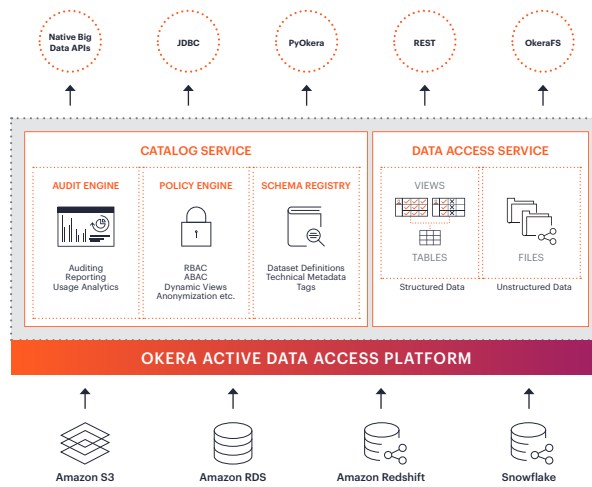 Native Big
Data APIs
JDBC
PyOkera
REST
OkeraFS
CATALOG SERVICE
DATA ACCESS SERVICE
AUDIT ENGINE
POLICY ENGINE
SCHEMA REGISTRY
VIEWS
TABLES
FILES
Auditing
Reporting
Usage Analytics
RBAC
ABAC
Dynamic Views
Anonymization etc.
Dataset Definitions
Technical Metadata
Tags
Structured Data
Unstructured Data
OKERA ACTIVE DATA ACCESS PLATFORM
Amazon S3
Amazon RDS
Amazon Redshift
Snowflake